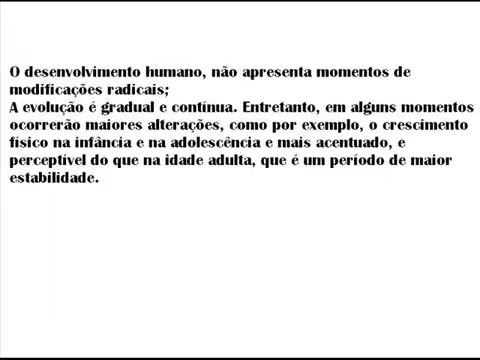 O desenvolvimento humano, não apresenta momentos de
modificações radicais;
A evolução é gradual e contínua. Entretanto, em alguns momentos
ocorrerão maiores alterações, como por exemplo, o crescimento
físico na infância e na adolescência e mais acentuado, e
perceptível do que na idade adulta, que é um período de maior
estabilidade.